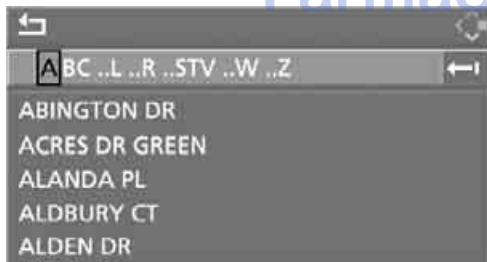 ABC ..L ..R ..STV ..W ..Z
ABINGTON DR
ACRES DR GREEN
ALANDA PL
ALDBURY CT
ALDEN DR